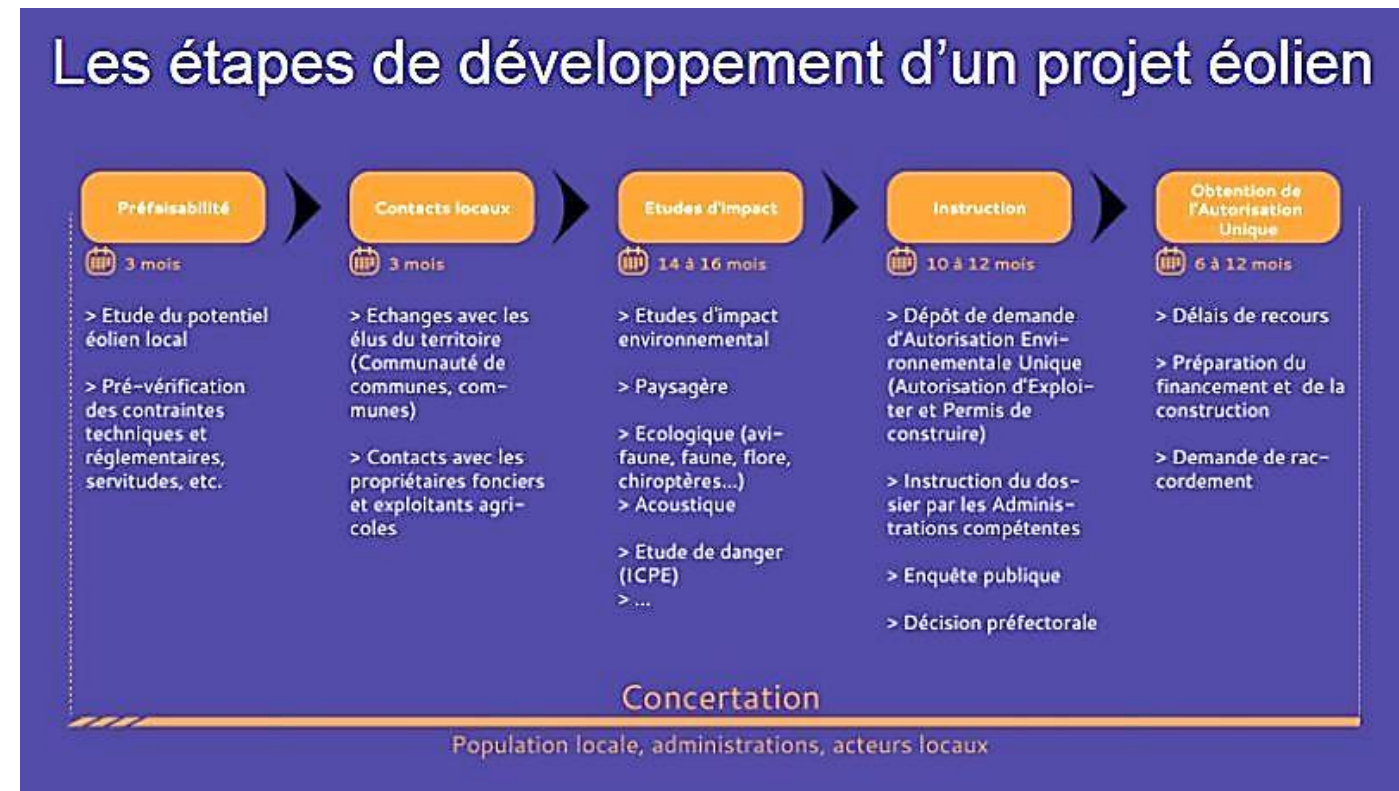 Les étapes de développement d'un projet éolien
Préfaisabilité
3 mois
> Etude du potentiel
éolien local
> Pré-vérification
des contraintes
techniques et
réglementaires,
servitudes, etc.
Contacts locaux
3 mois
> Echanges avec les
élus du territoire
(Communauté de
communes, com-
munes)
> Contacts avec les
propriétaires fonciers
et exploitants agri-
coles
Etudes d'impact
14 à 16 mois
> Etudes d'impact
environnemental
> Paysagère
> Ecologique (avi-
faune, faune, flore,
chiroptères...)
> Acoustique
> Etude de danger
(ICPE)
> ...
Instruction
10 à 12 mois
> Dépôt de demande
d'Autorisation Envi-
ronnementale Unique
(Autorisation d'Exploi-
ter et Permis de
construire)
> Instruction du dos-
sier par les Adminis-
trations compétentes
> Enquête publique
> Décision préfectorale
Obtention de
l'Autorisation
Unique
6 à 12 mois
> Délais de recours
> Préparation du
financement et de la
construction
> Demande de rac-
cordement
Concertation
Population locale, administrations, acteurs locaux